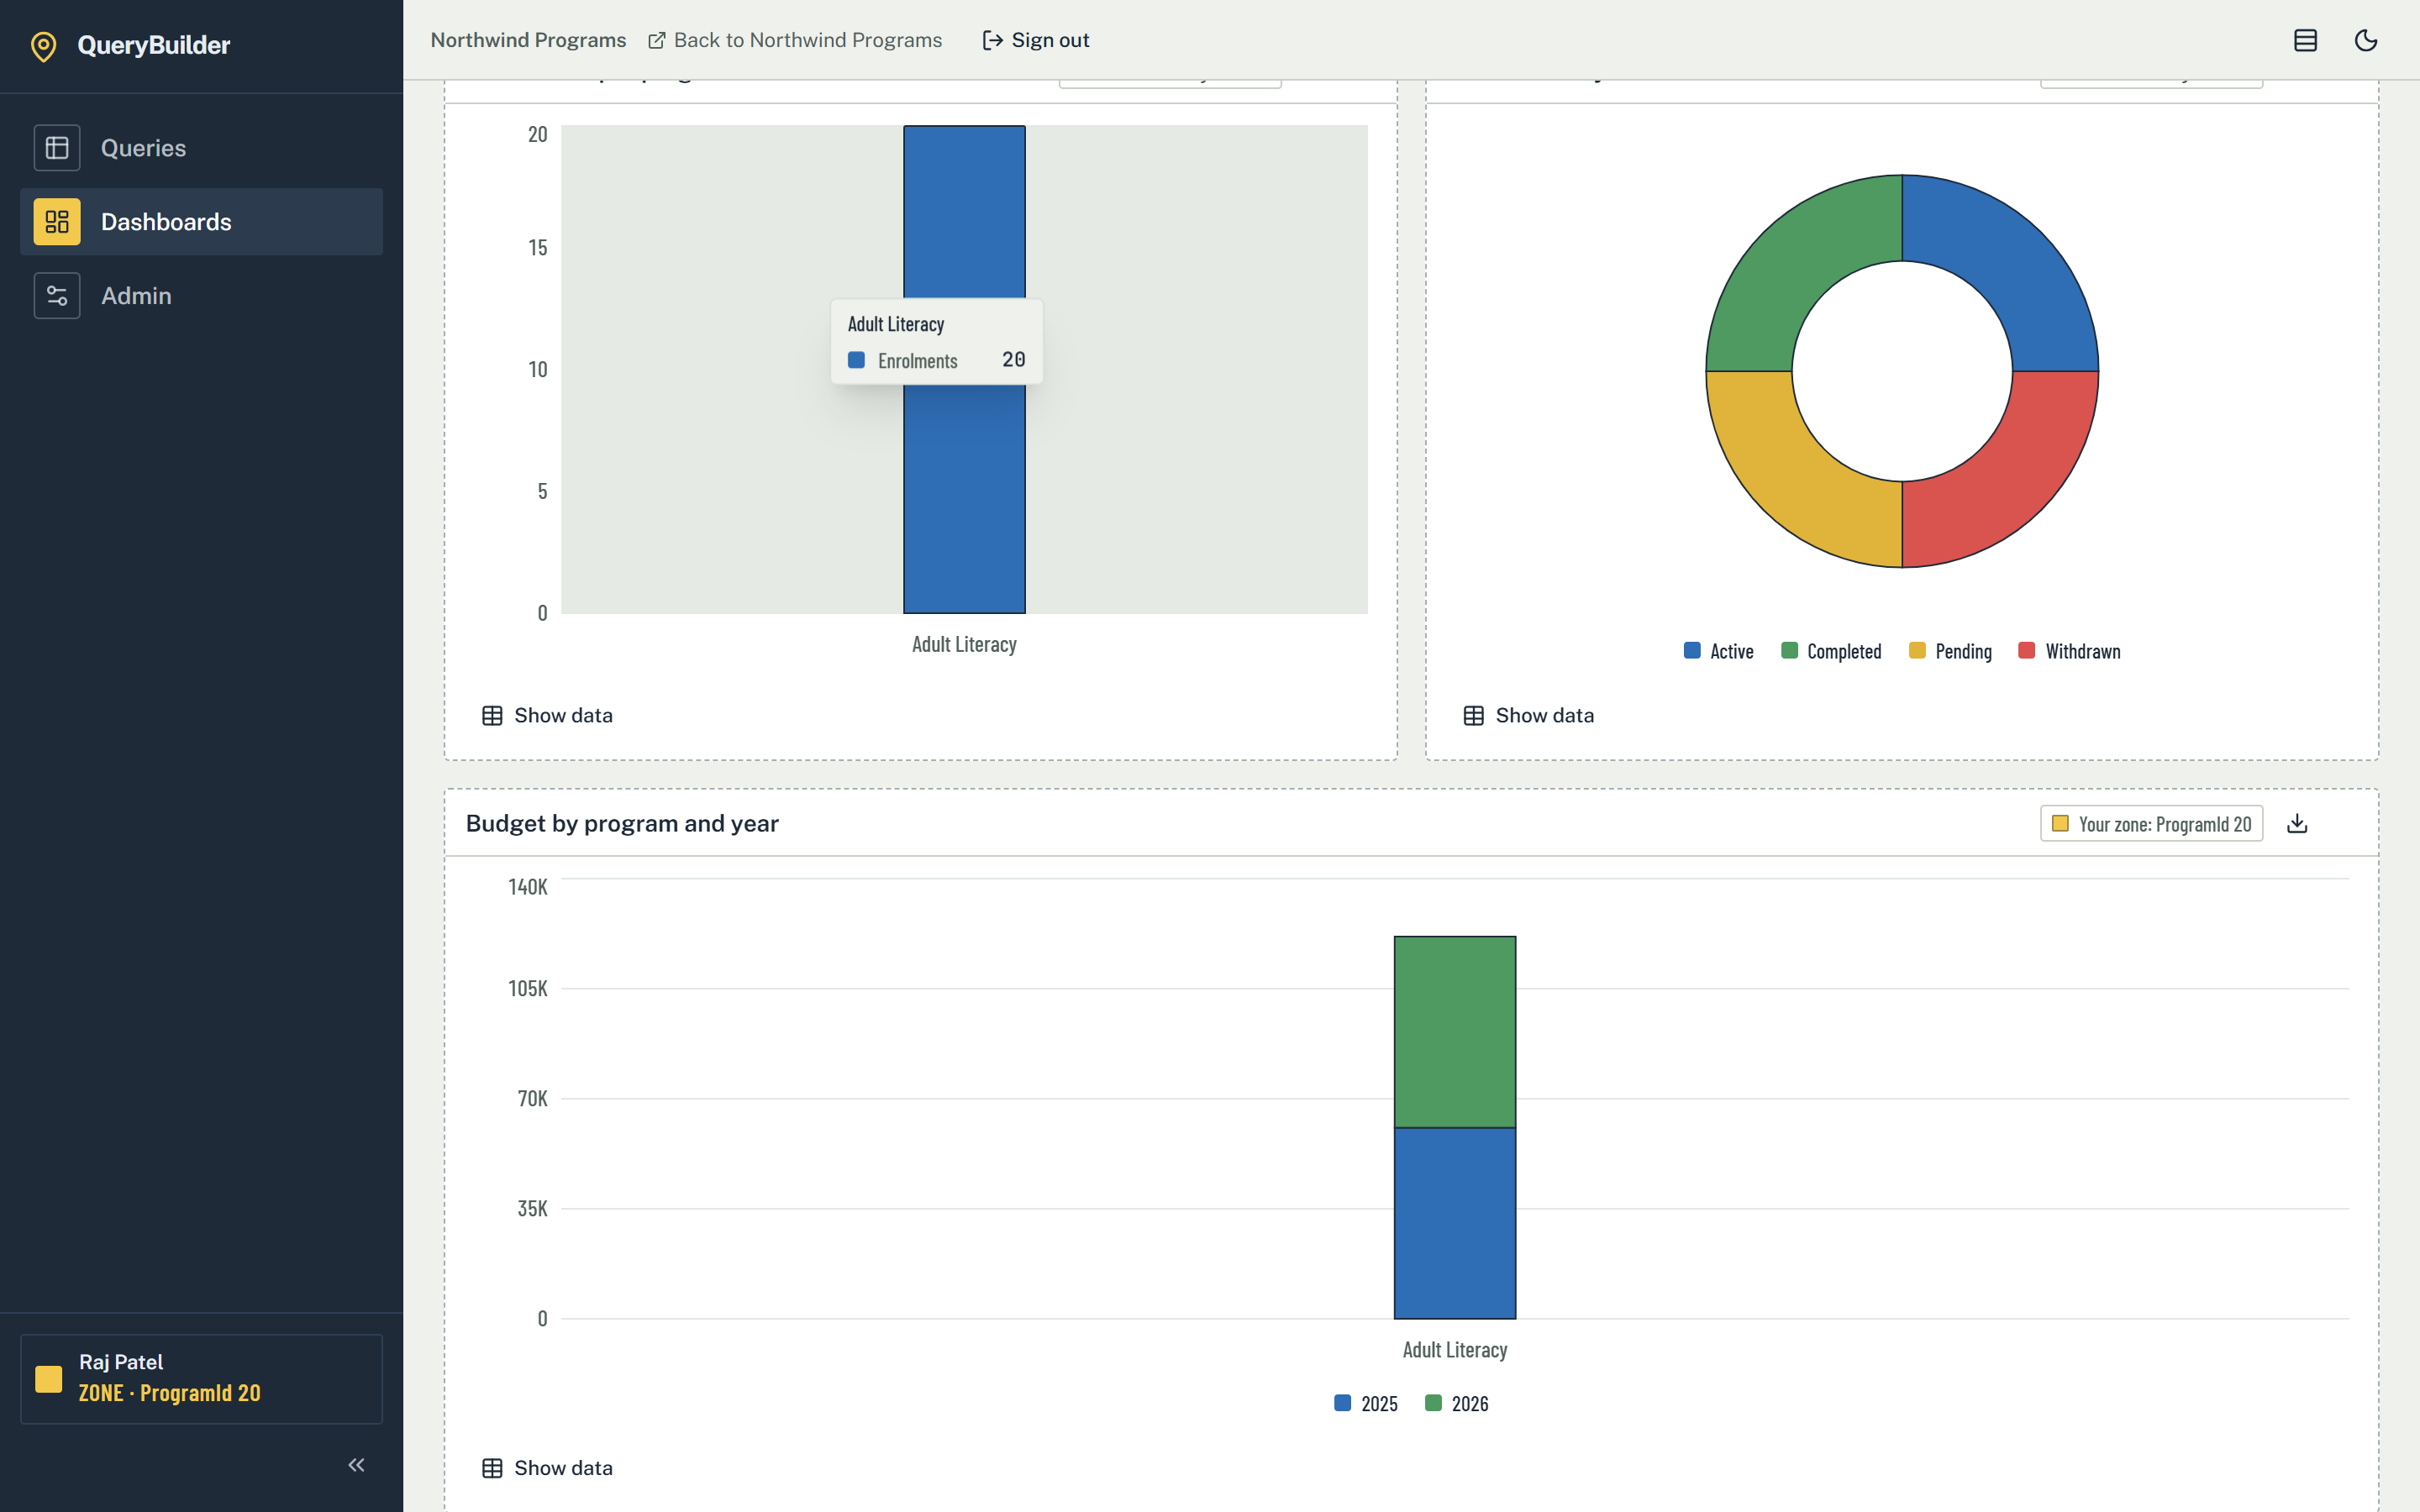 QueryBuilder
Northwind Programs Back to Northwind Programs Sign out
Queries
Dashboards
Admin
20
15
10
5
0
Adult Literacy
Enrolments 20
Adult Literacy
Show data
Active Completed Pending Withdrawn
Show data
Budget by program and year
Your zone: ProgramId 20
140K
105K
70K
35K
0
Adult Literacy
2025 2026
Show data
Raj Patel
ZONE · ProgramId 20